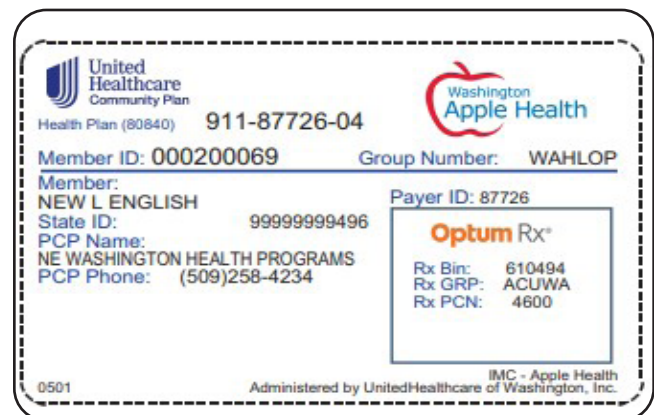 United
Healthcare
Community Plan
Washington
Apple Health
Health Plan (80840) 911-87726-04
Member ID: 000200069 Group Number: WAHLOP
Member:
NEW L ENGLISH
Payer ID: 87726
State ID: 99999999496
PCP Name:
NE WASHINGTON HEALTH PROGRAMS
PCP Phone: (509)258-4234
Optum Rx®
Rx Bin: 610494
Rx GRP: ACUWA
Rx PCN: 4600
IMC - Apple Health
0501 Administered by UnitedHealthcare of Washington, Inc.